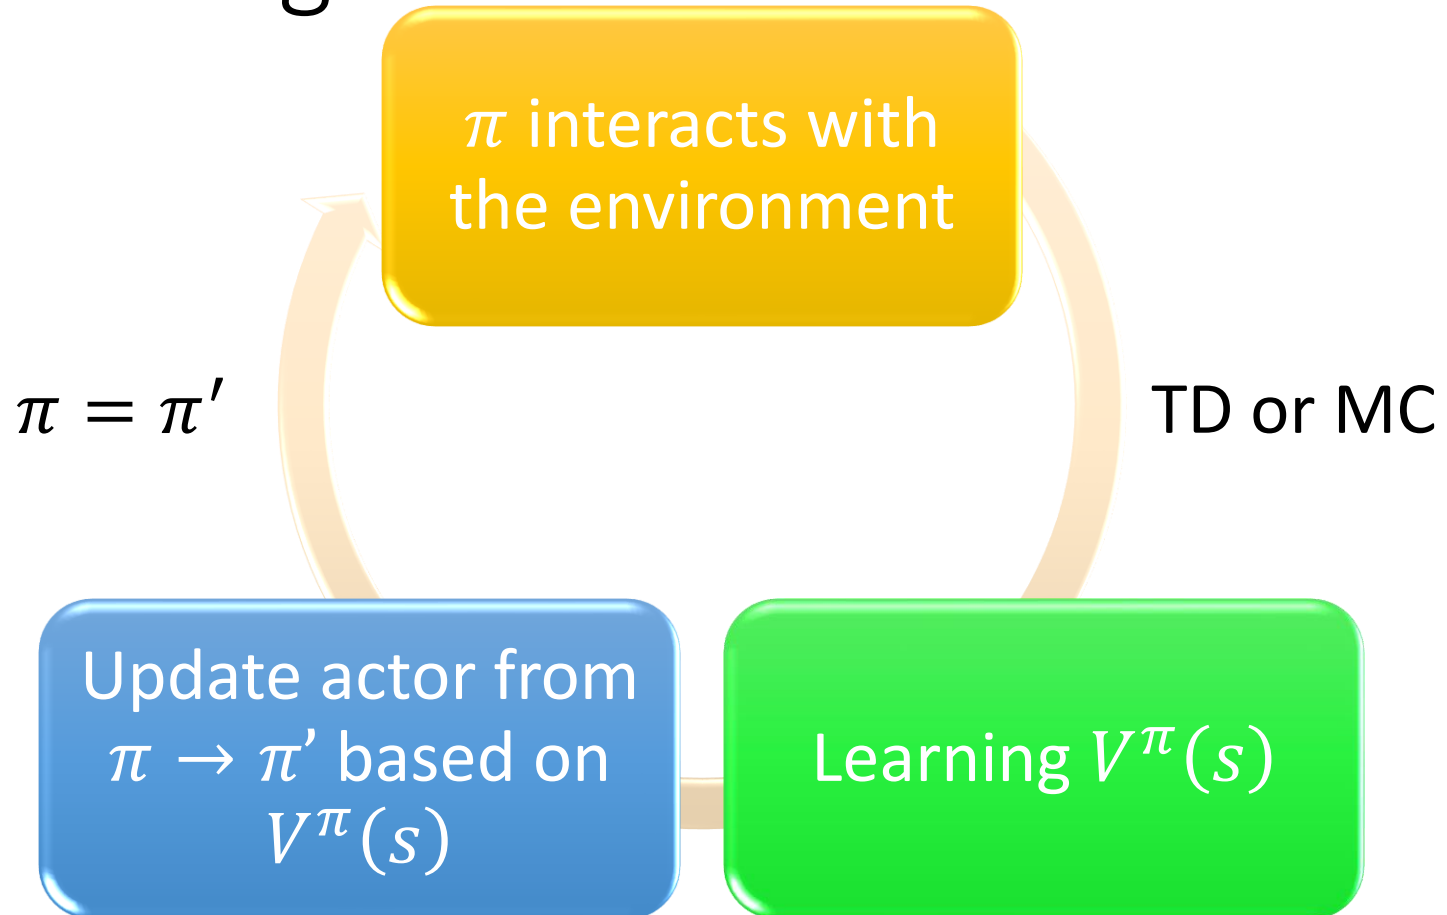 π interacts with
the environment
π = π′
TD or MC
Update actor from
π → π’ based on
V^π(s)
Learning V^π(s)